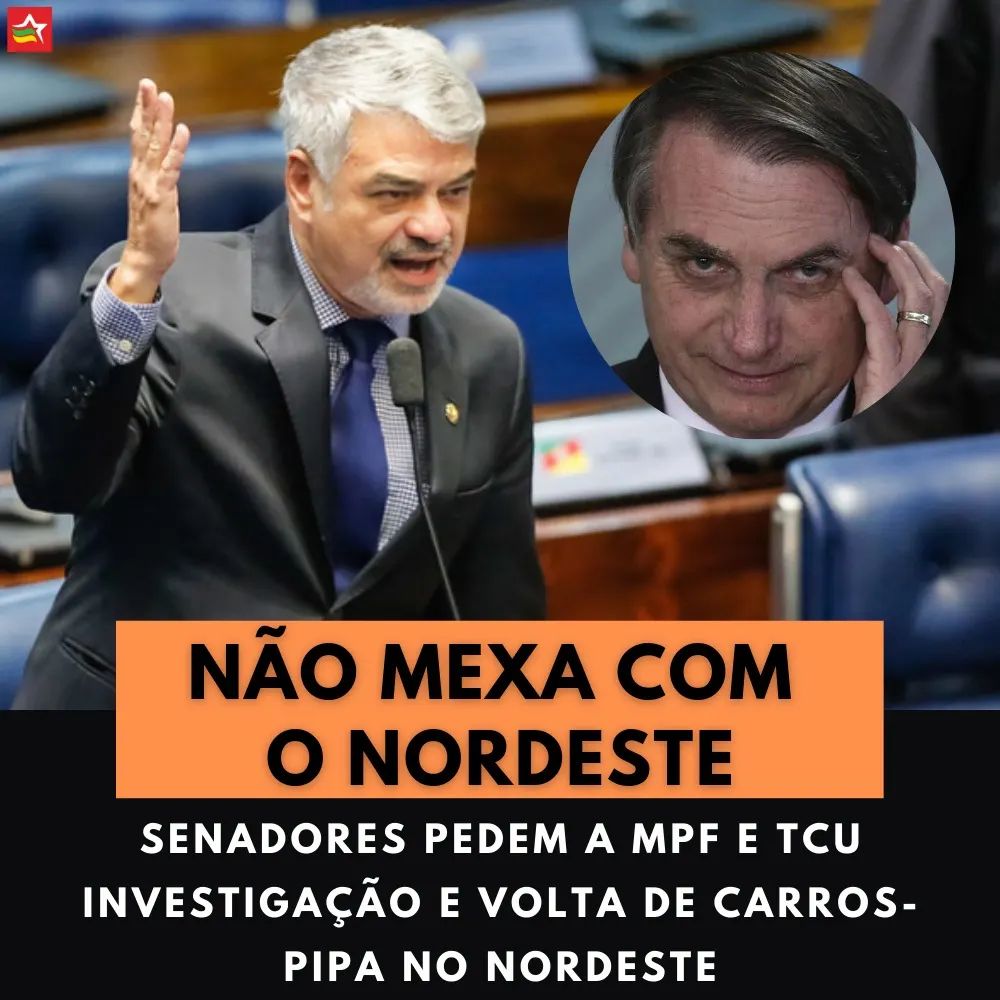 NÃO MEXA COM
O NORDESTE
SENADORES PEDEM A MPF E TCU
INVESTIGAÇÃO E VOLTA DE CARROS-
PIPA NO NORDESTE